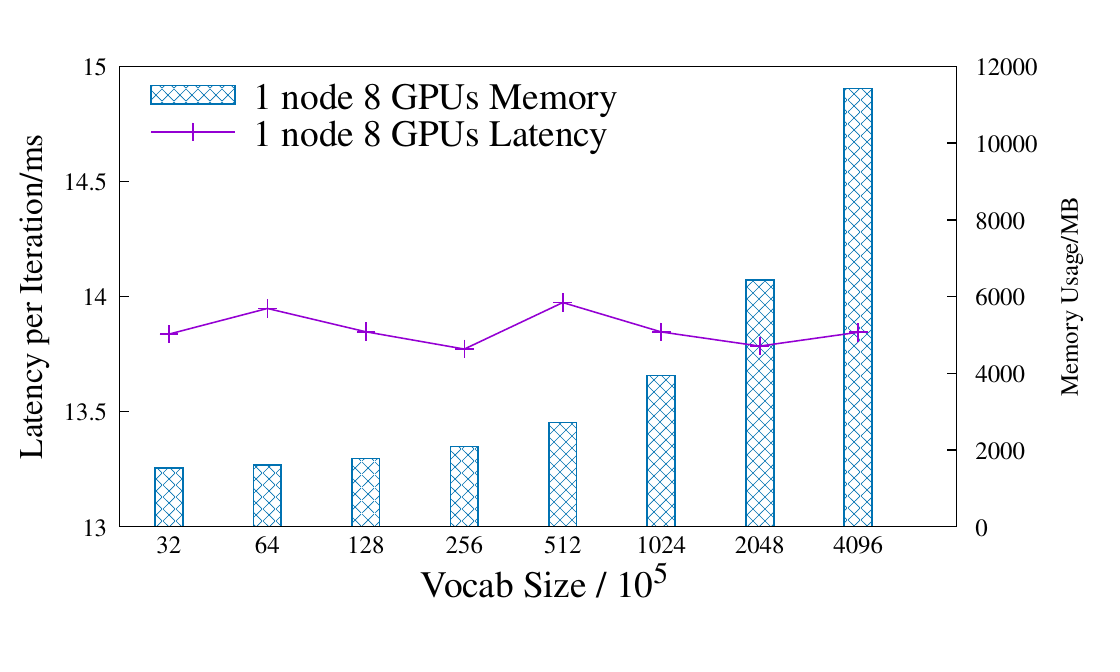 1 node 8 GPUs Memory
1 node 8 GPUs Latency
Latency per Iteration/ms
15
14.5
14
13.5
13
Memory Usage/MB
12000
10000
8000
6000
4000
2000
0
32 64 128 256 512 1024 2048 4096
Vocab Size / 10⁵